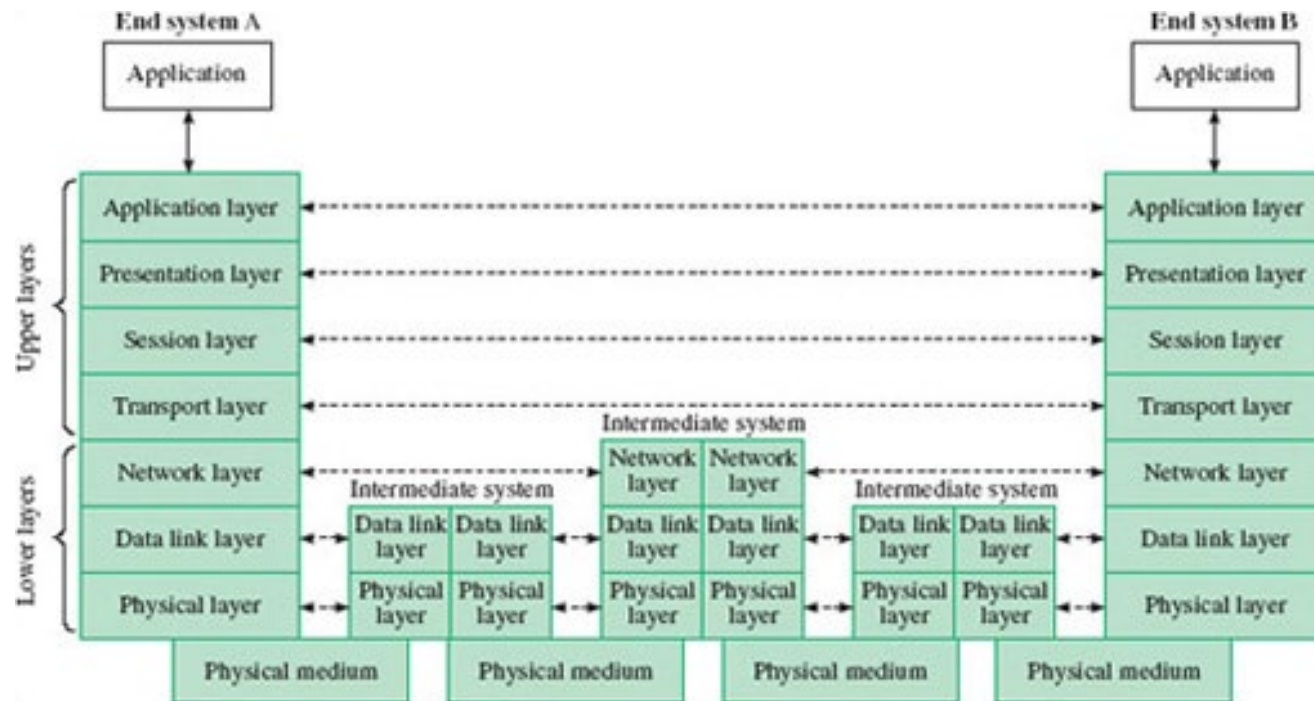 End system A
End system B
Application
Application
Upper layers
Application layer
Application layer
Presentation layer
Presentation layer
Session layer
Session layer
Transport layer
Transport layer
Intermediate system
Lower layers
Network layer
Network
layer
Network
layer
Network layer
Intermediate system
Intermediate system
Data link layer
Data link
layer
Data link
layer
Data link
layer
Data link
layer
Data link
layer
Data link
layer
Data link layer
Physical layer
Physical
layer
Physical
layer
Physical
layer
Physical
layer
Physical
layer
Physical
layer
Physical layer
Physical medium
Physical medium
Physical medium
Physical medium